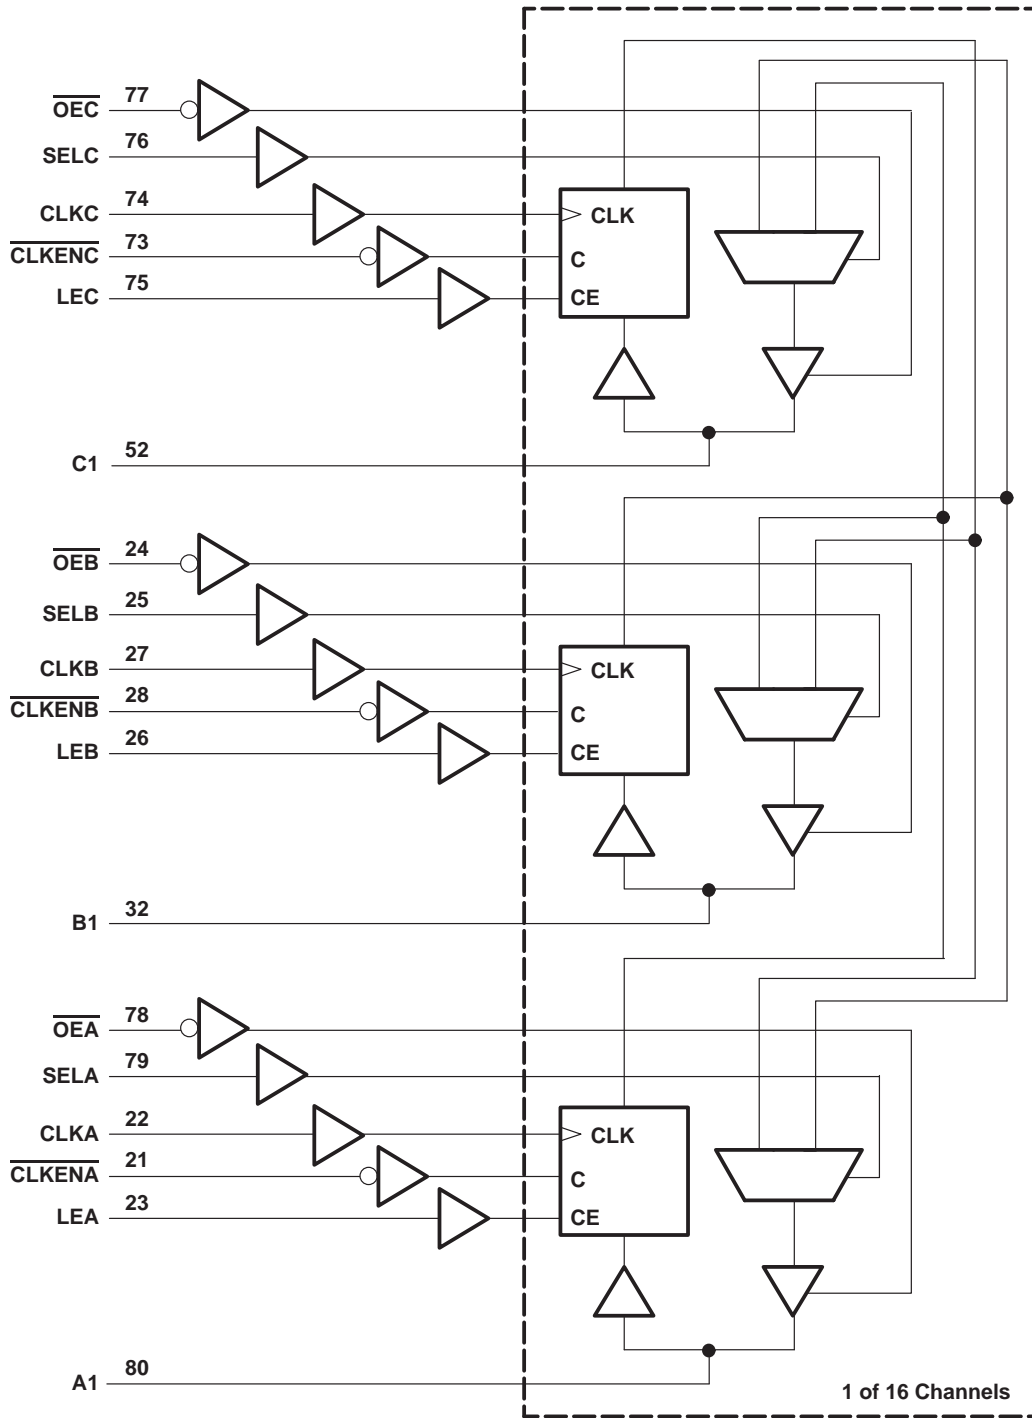 OEC 77
SELC 76
CLKC 74
CLKENC 73
LEC 75
CLK
C
CE
C1 52
OEB 24
SELB 25
CLKB 27
CLKENB 28
LEB 26
CLK
C
CE
B1 32
OEA 78
SELA 79
CLKA 22
CLKENA 21
LEA 23
CLK
C
CE
A1 80
1 of 16 Channels